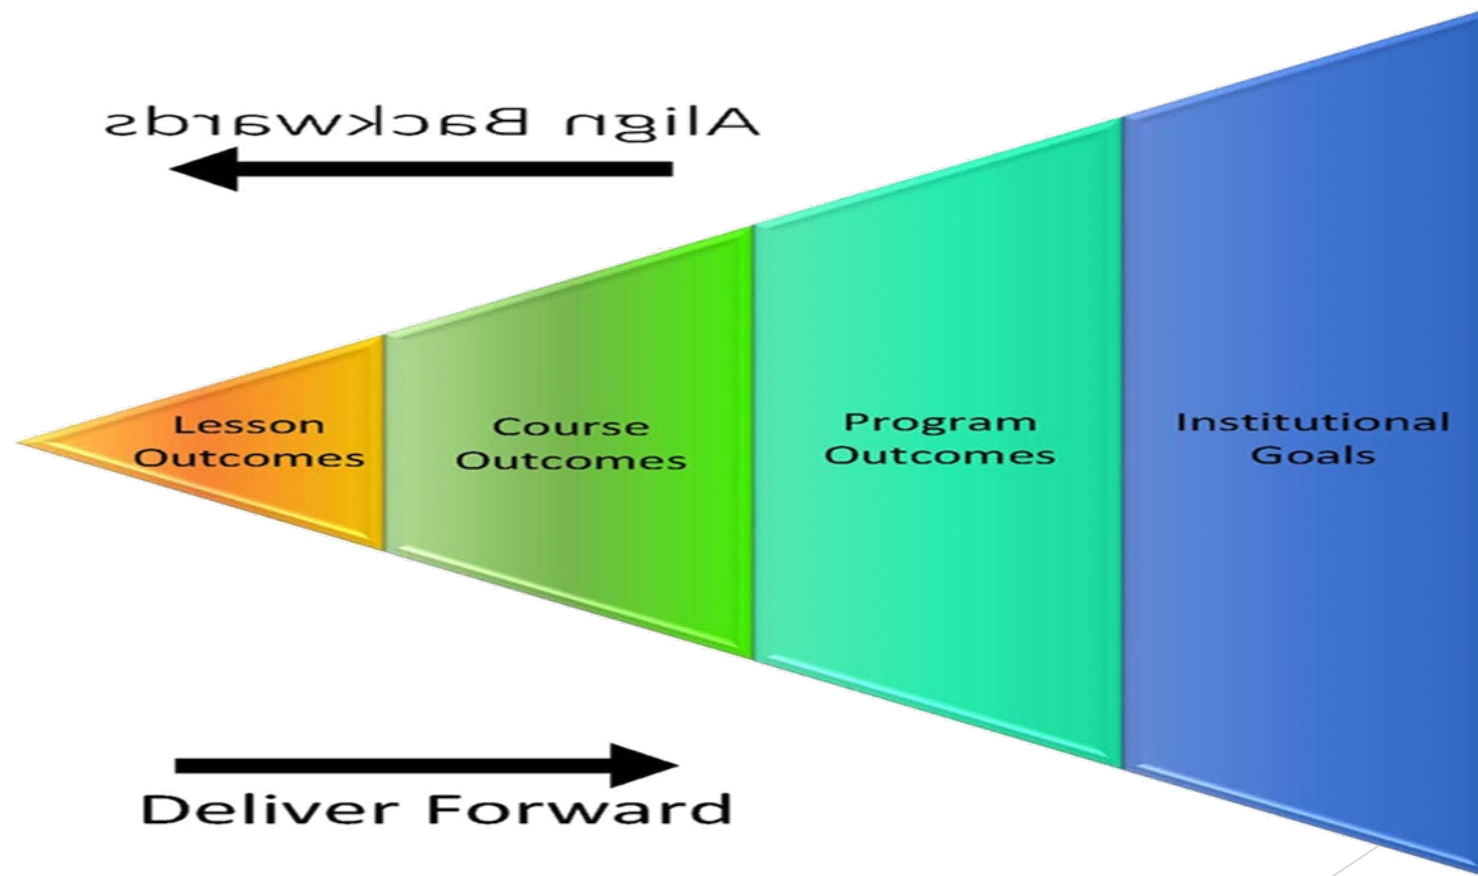 Align Backwards
Lesson
Outcomes
Course
Outcomes
Program
Outcomes
Institutional
Goals
Deliver Forward